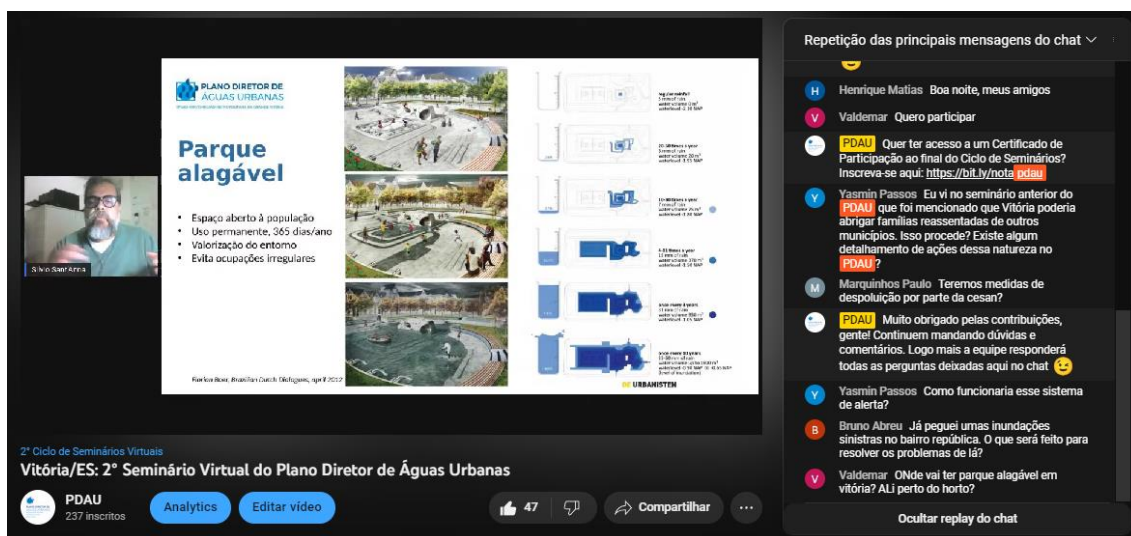 PLANO DIRETOR DE
ÁGUAS URBANAS
Parque
alagável
• Espaço aberto à população
• Uso permanente, 365 dias/ano
• Valorização do entorno
• Evita ocupações irregulares
Florian Boer, Brazilian Dutch Dialogues, april 2012
DE URBANISTEN
Silvio Sant'Anna
2° Ciclo de Seminários Virtuais
Vitória/ES: 2° Seminário Virtual do Plano Diretor de Águas Urbanas
PDAU
237 inscritos
Analytics
Editar vídeo
47
Compartilhar
Repetição das principais mensagens do chat
H
Henrique Matias Boa noite, meus amigos
V
Valdemar Quero participar
PDAU Quer ter acesso a um Certificado de
Participação ao final do Ciclo de Seminários?
Inscreva-se aqui: https://bit.ly/notapdau
Y
Yasmin Passos Eu vi no seminário anterior do
PDAU que foi mencionado que Vitória poderia
abrigar famílias reassentadas de outros
municípios. Isso procede? Existe algum
detalhamento de ações dessa natureza no
PDAU?
M
Marquinhos Paulo Teremos medidas de
despoluição por parte da cesan?
PDAU Muito obrigado pelas contribuições,
gente! Continuem mandando dúvidas e
comentários. Logo mais a equipe responderá
todas as perguntas deixadas aqui no chat
Y
Yasmin Passos Como funcionaria esse sistema
de alerta?
B
Bruno Abreu Já peguei umas inundações
sinistras no bairro república. O que será feito para
resolver os problemas de lá?
V
Valdemar ONde vai ter parque alagável em
vitória? ALi perto do horto?
Ocultar replay do chat